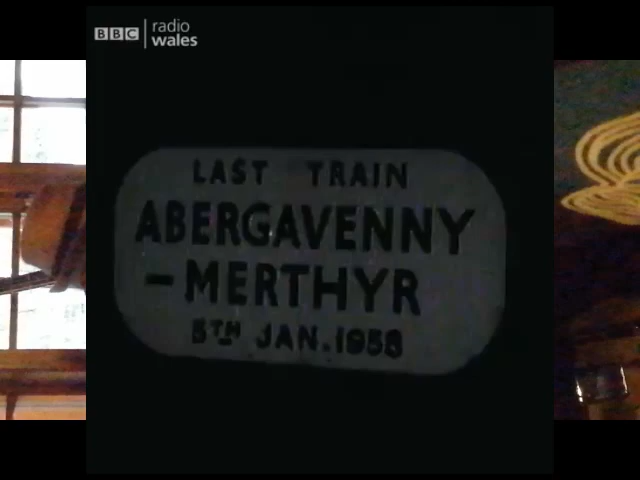 BBC radio
wales
LAST TRAIN
ABERGAVENNY
-MERTHYR
5TH JAN.1958